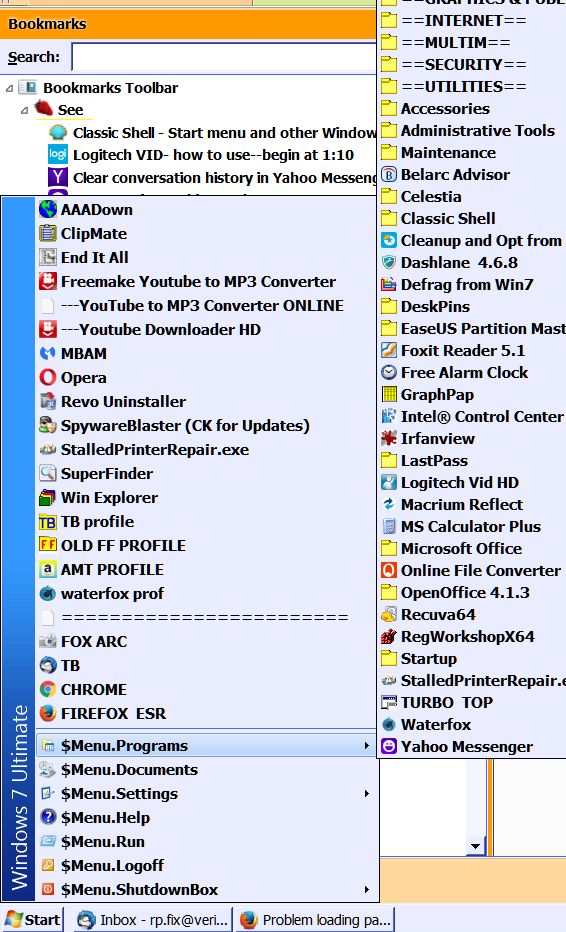 Bookmarks
Search:
Bookmarks Toolbar
See
Classic Shell - Start menu and other Window
Logitech VID- how to use--begin at 1:10
Clear conversation history in Yahoo Messeng
AAADown
ClipMate
End It All
Freemake Youtube to MP3 Converter
---YouTube to MP3 Converter ONLINE
---Youtube Downloader HD
MBAM
Opera
Revo Uninstaller
SpywareBlaster (CK for Updates)
StalledPrinterRepair.exe
SuperFinder
Win Explorer
TB profile
OLD FF PROFILE
AMT PROFILE
waterfox prof
========================
FOX ARC
TB
CHROME
FIREFOX ESR
$Menu.Programs
$Menu.Documents
$Menu.Settings
$Menu.Help
$Menu.Run
$Menu.Logoff
$Menu.ShutdownBox
Windows 7 Ultimate
==GRAPHICS & PUBL
==INTERNET==
==MULTIM==
==SECURITY==
==UTILITIES==
Accessories
Administrative Tools
Maintenance
Belarc Advisor
Celestia
Classic Shell
Cleanup and Opt from
Dashlane 4.6.8
Defrag from Win7
DeskPins
EaseUS Partition Mast
Foxit Reader 5.1
Free Alarm Clock
GraphPap
Intel® Control Center
Irfanview
LastPass
Logitech Vid HD
Macrium Reflect
MS Calculator Plus
Microsoft Office
Online File Converter
OpenOffice 4.1.3
Recuva64
RegWorkshopX64
Startup
StalledPrinterRepair.e
TURBO TOP
Waterfox
Yahoo Messenger
Start
Inbox - rp.fix@veri...
Problem loading pa...